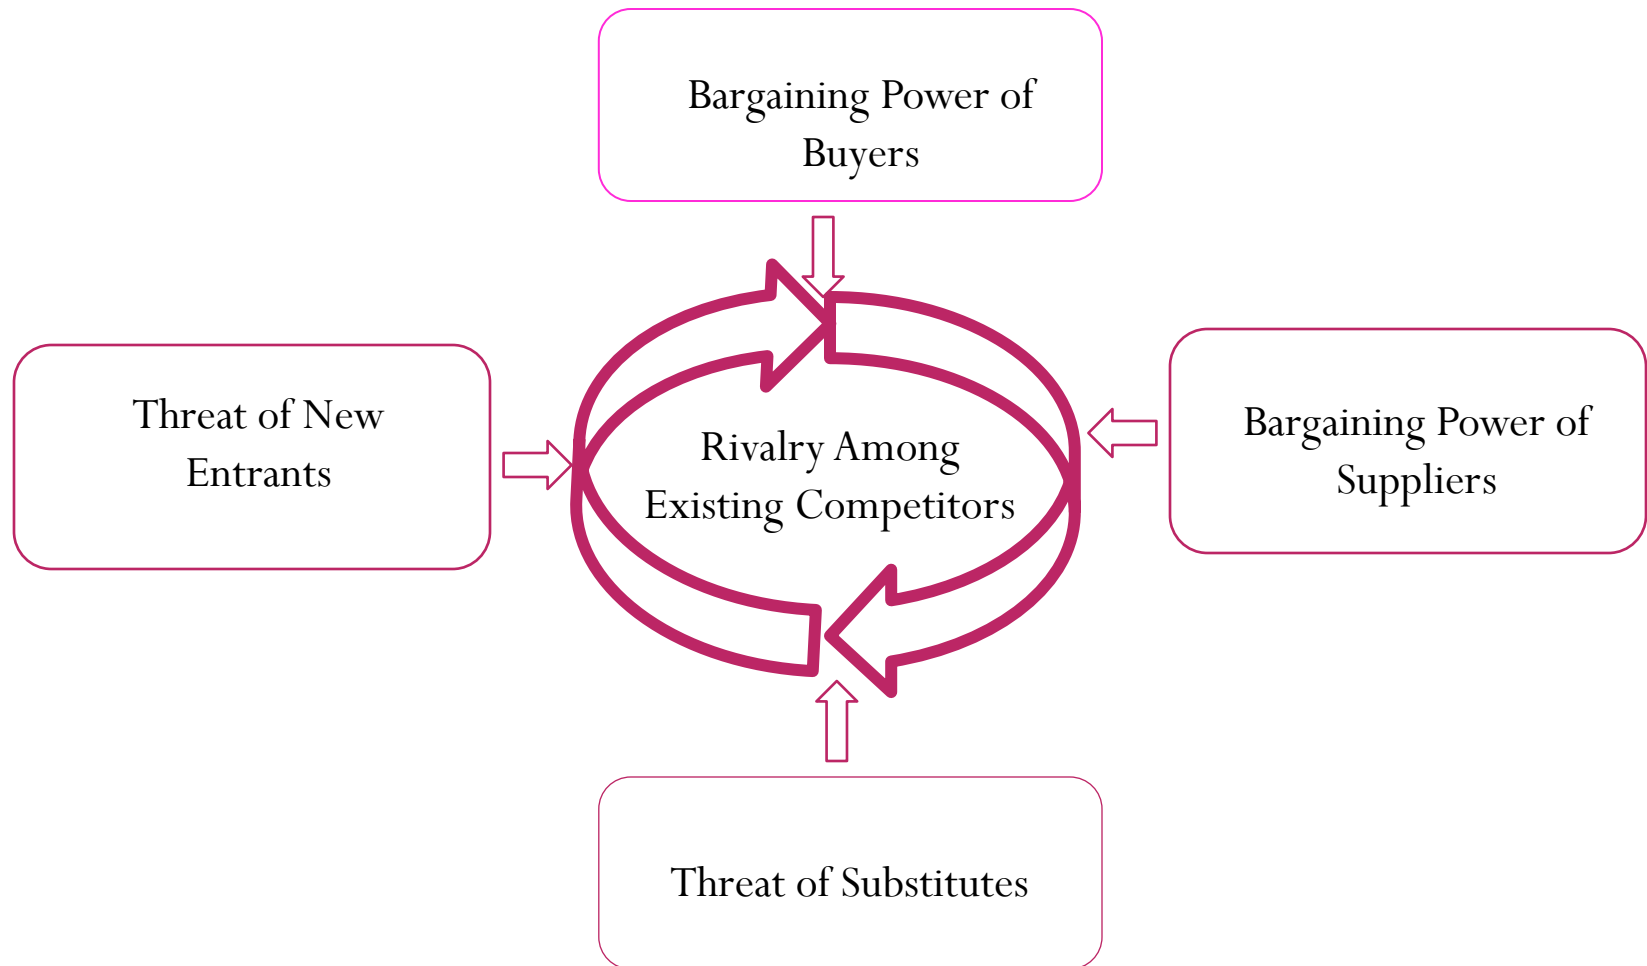 Bargaining Power of
Buyers
Threat of New
Entrants
Rivalry Among
Existing Competitors
Bargaining Power of
Suppliers
Threat of Substitutes